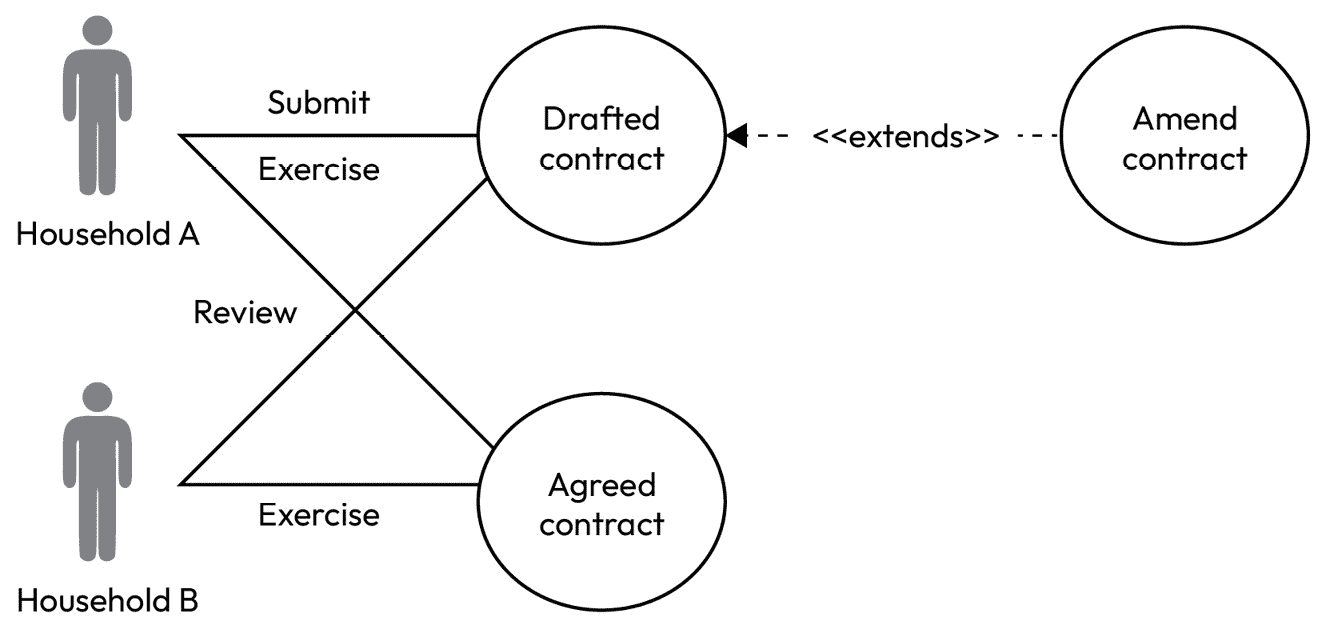 Submit
Exercise
Household A
Drafted
contract
<<extends>>
Amend
contract
Review
Exercise
Household B
Agreed
contract